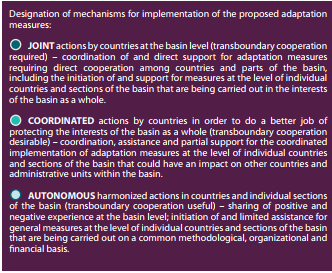 Designation of mechanisms for implementation of the proposed adaptation
measures:
JOINT actions by countries at the basin level (transboundary cooperation
required) – coordination of and direct support for adaptation measures
requiring direct cooperation among countries and parts of the basin,
including the initiation of and support for measures at the level of individual
countries and sections of the basin that are being carried out in the interests
of the basin as a whole.
COORDINATED actions by countries in order to do a better job of
protecting the interests of the basin as a whole (transboundary cooperation
desirable) – coordination, assistance and partial support for the coordinated
implementation of adaptation measures at the level of individual countries
and sections of the basin that could have an impact on other countries and
administrative units within the basin.
AUTONOMOUS harmonized actions in countries and individual sections
of the basin (transboundary cooperation useful) – sharing of positive and
negative experience at the basin level; initiation of and limited assistance for
general measures at the level of individual countries and sections of the basin
that are being carried out on a common methodological, organizational and
financial basis.